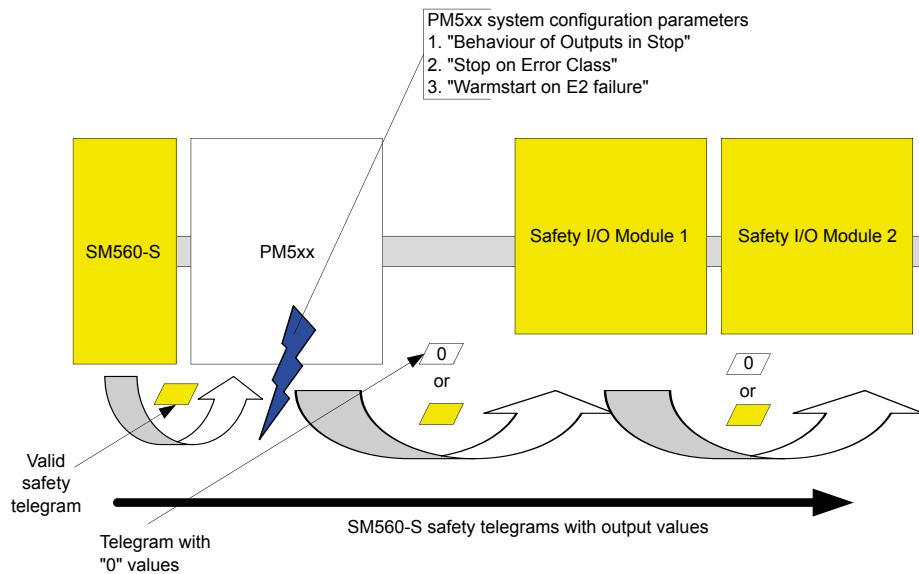 PM5xx system configuration parameters
1. "Behaviour of Outputs in Stop"
2. "Stop on Error Class"
3. "Warmstart on E2 failure"
SM560-S
PM5xx
Safety I/O Module 1
Safety I/O Module 2
0
or
0
or
Valid
safety
telegram
SM560-S safety telegrams with output values
Telegram with
"0" values